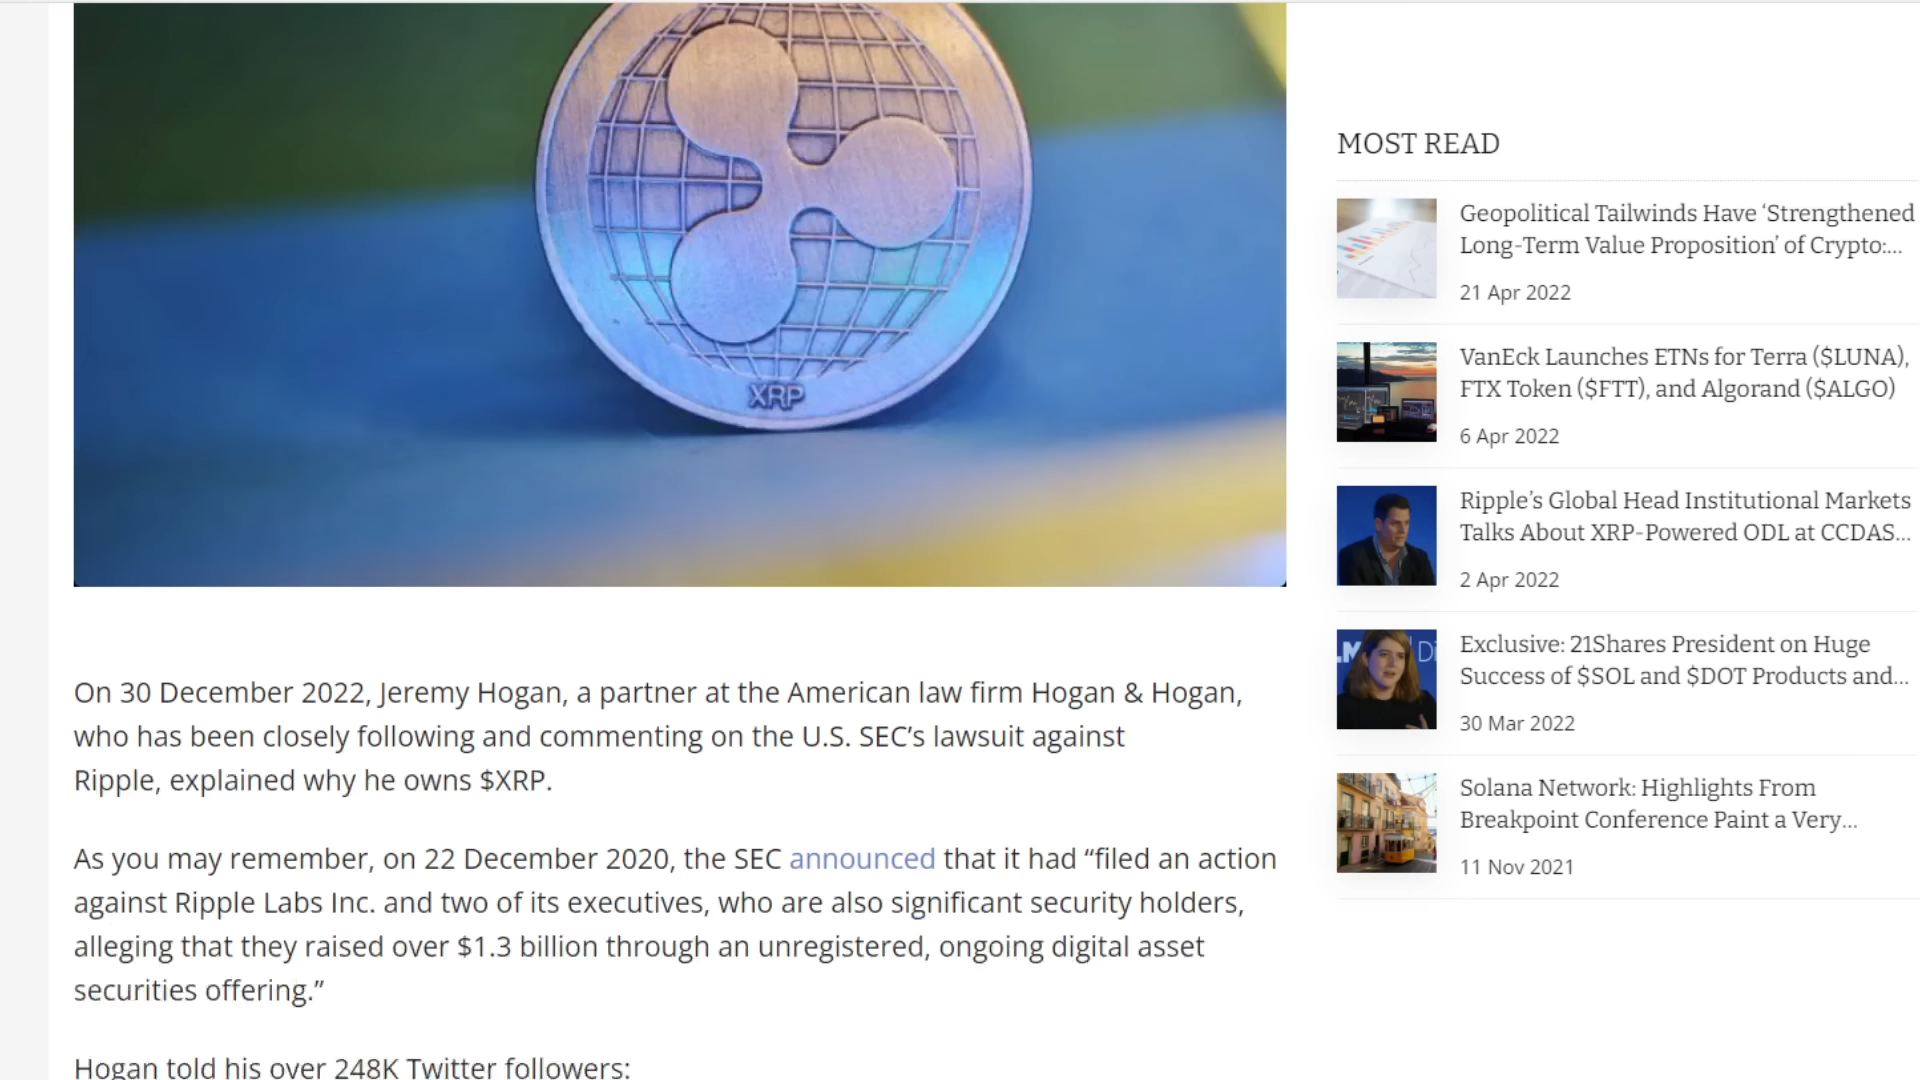 XRP
On 30 December 2022, Jeremy Hogan, a partner at the American law firm Hogan & Hogan,
who has been closely following and commenting on the U.S. SEC’s lawsuit against
Ripple, explained why he owns $XRP.
As you may remember, on 22 December 2020, the SEC announced that it had “filed an action
against Ripple Labs Inc. and two of its executives, who are also significant security holders,
alleging that they raised over $1.3 billion through an unregistered, ongoing digital asset
securities offering.”
Hogan told his over 248K Twitter followers:
MOST READ
Geopolitical Tailwinds Have ‘Strengthened
Long-Term Value Proposition’ of Crypto:...
21 Apr 2022
VanEck Launches ETNs for Terra ($LUNA),
FTX Token ($FTT), and Algorand ($ALGO)
6 Apr 2022
Ripple’s Global Head Institutional Markets
Talks About XRP-Powered ODL at CCDAS...
2 Apr 2022
Exclusive: 21Shares President on Huge
Success of $SOL and $DOT Products and...
30 Mar 2022
Solana Network: Highlights From
Breakpoint Conference Paint a Very...
11 Nov 2021